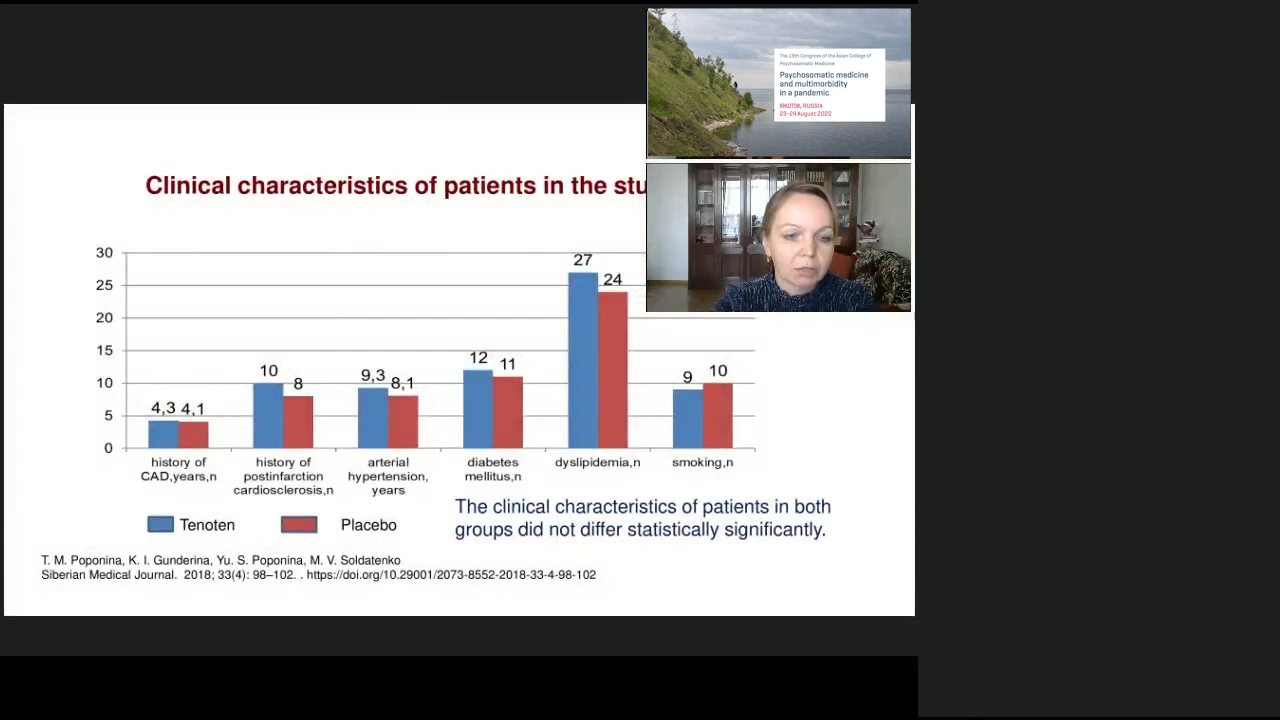 The 19th Congress of the Asian College of
Psychosomatic Medicine
Psychosomatic medicine
and multimorbidity
in a pandemic
IRKUTSK, RUSSIA
23–24 August 2022
Clinical characteristics of patients in the stu
30
25
20
15
10
5
0
4,3 4,1
10 8
9,3 8,1
12 11
27 24
9 10
history of
CAD,years,n
history of
postinfarction
cardiosclerosis,n
arterial
hypertension,
years
diabetes
mellitus,n
dyslipidemia,n
smoking,n
Tenoten Placebo
The clinical characteristics of patients in both
groups did not differ statistically significantly.
T. M. Poponina, K. I. Gunderina, Yu. S. Poponina, M. V. Soldatenko
Siberian Medical Journal. 2018; 33(4): 98–102. . https://doi.org/10.29001/2073-8552-2018-33-4-98-102